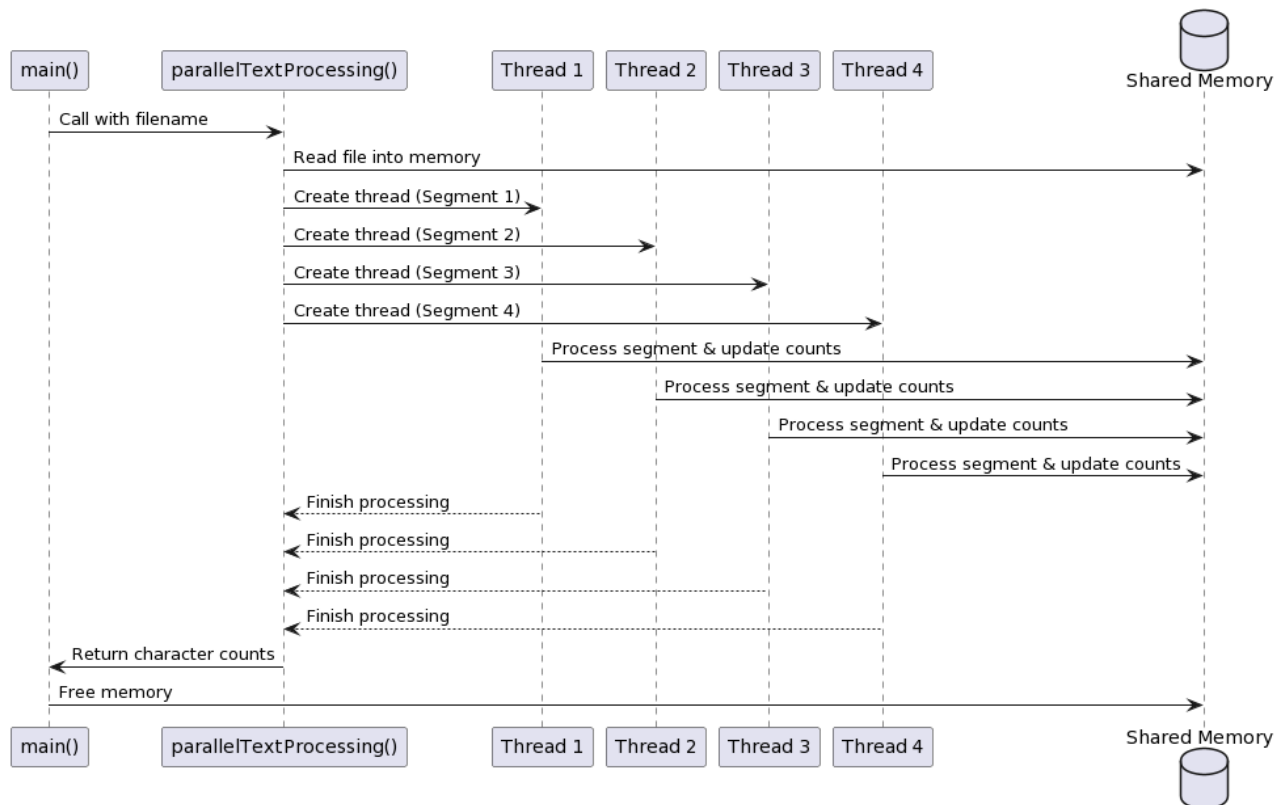 main()
parallelTextProcessing()
Thread 1
Thread 2
Thread 3
Thread 4
Shared Memory
Call with filename
Read file into memory
Create thread (Segment 1)
Create thread (Segment 2)
Create thread (Segment 3)
Create thread (Segment 4)
Process segment & update counts
Process segment & update counts
Process segment & update counts
Process segment & update counts
Finish processing
Finish processing
Finish processing
Finish processing
Return character counts
Free memory
main()
parallelTextProcessing()
Thread 1
Thread 2
Thread 3
Thread 4
Shared Memory